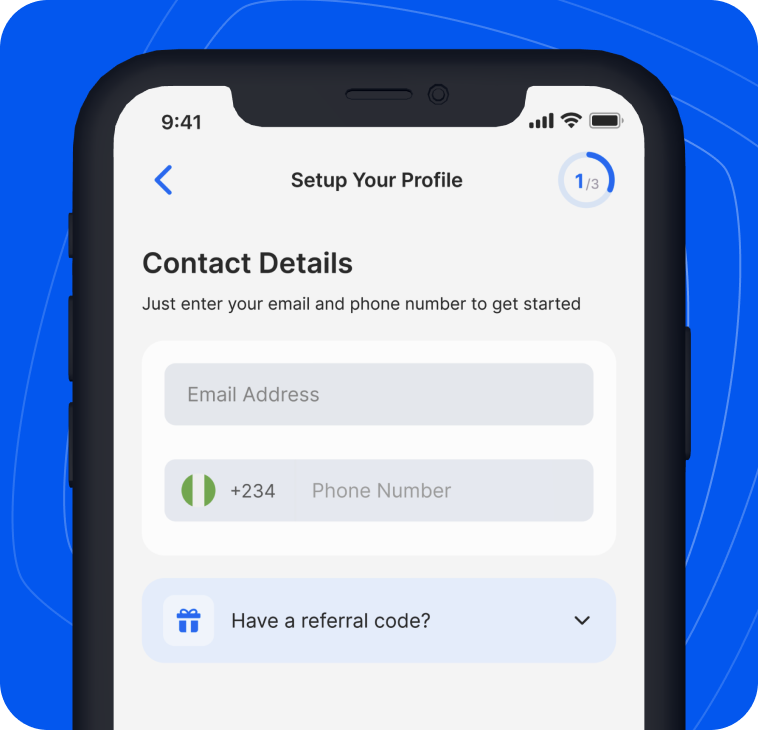 9:41
Setup Your Profile
1/3
Contact Details
Just enter your email and phone number to get started
Email Address
+234 Phone Number
Have a referral code?